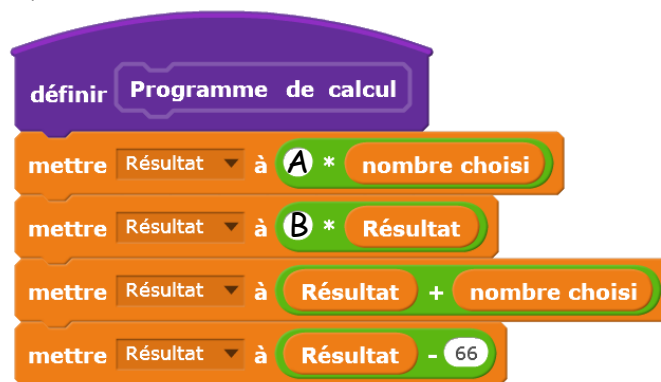 définir Programme de calcul
mettre Résultat à A * nombre choisi
mettre Résultat à B * Résultat
mettre Résultat à Résultat + nombre choisi
mettre Résultat à Résultat - 66